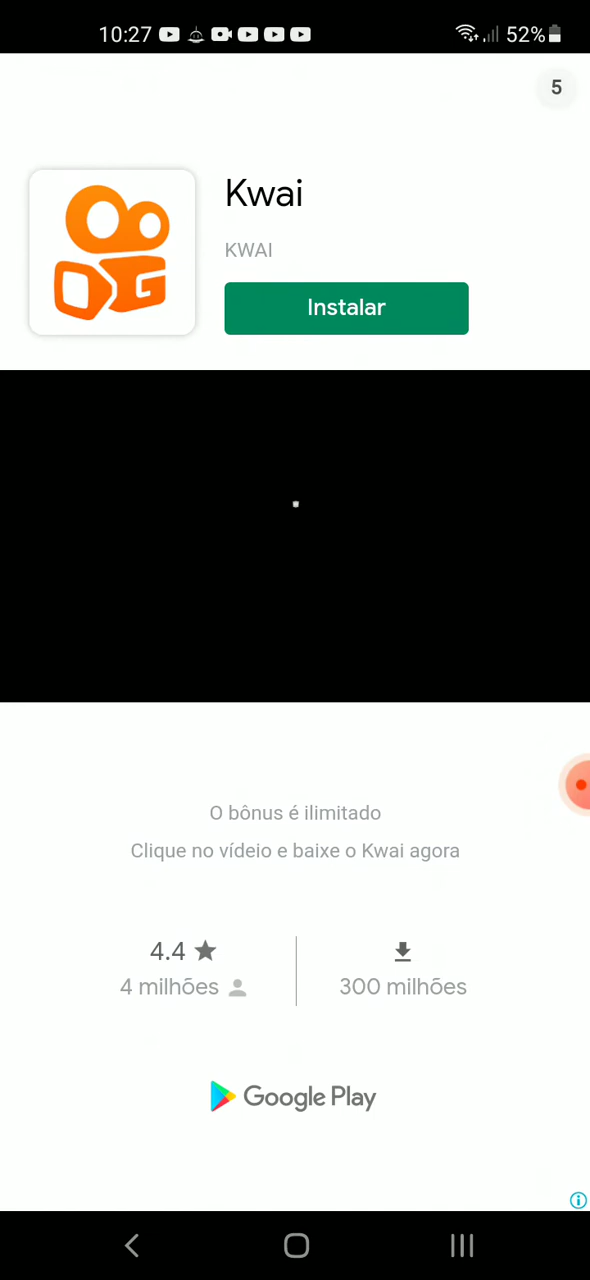 10:27
52%
5
Kwai
KWAI
Instalar
O bônus é ilimitado
Clique no vídeio e baixe o Kwai agora
4.4
4 milhões
300 milhões
Google Play